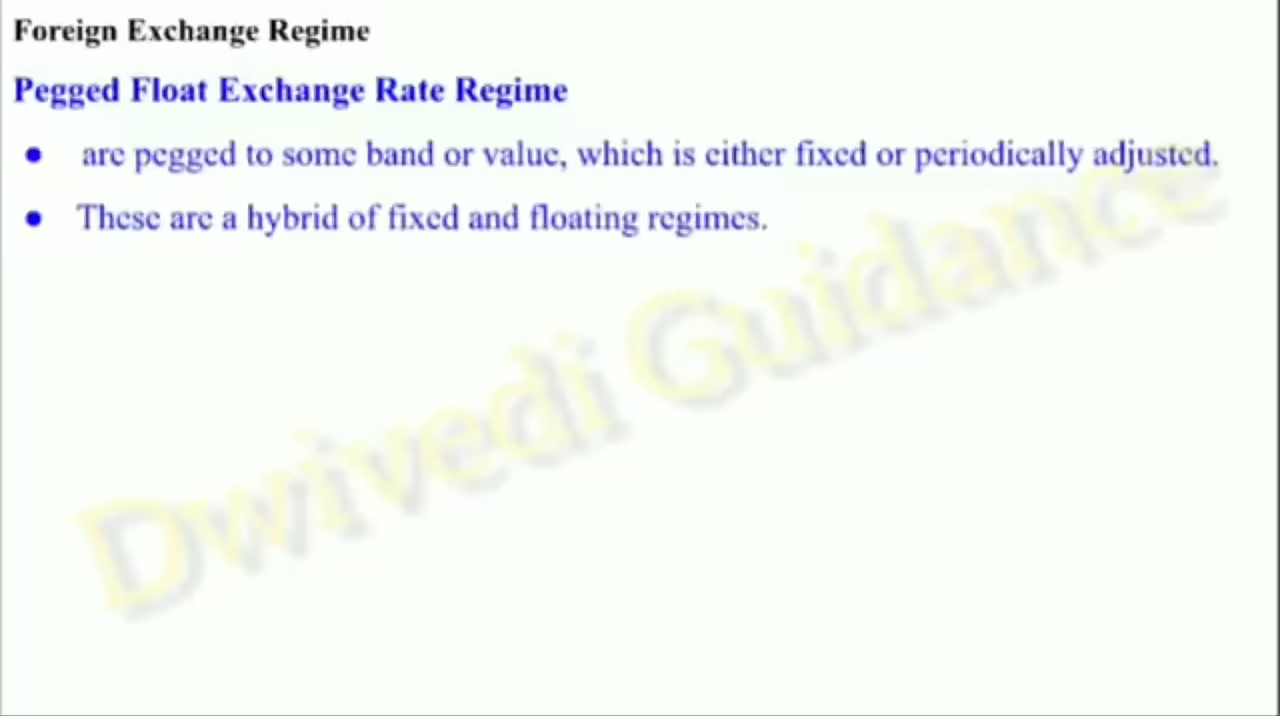 Foreign Exchange Regime
Pegged Float Exchange Rate Regime
● are pegged to some band or value, which is either fixed or periodically adjusted.
● These are a hybrid of fixed and floating regimes.
Dwivedi Guidance